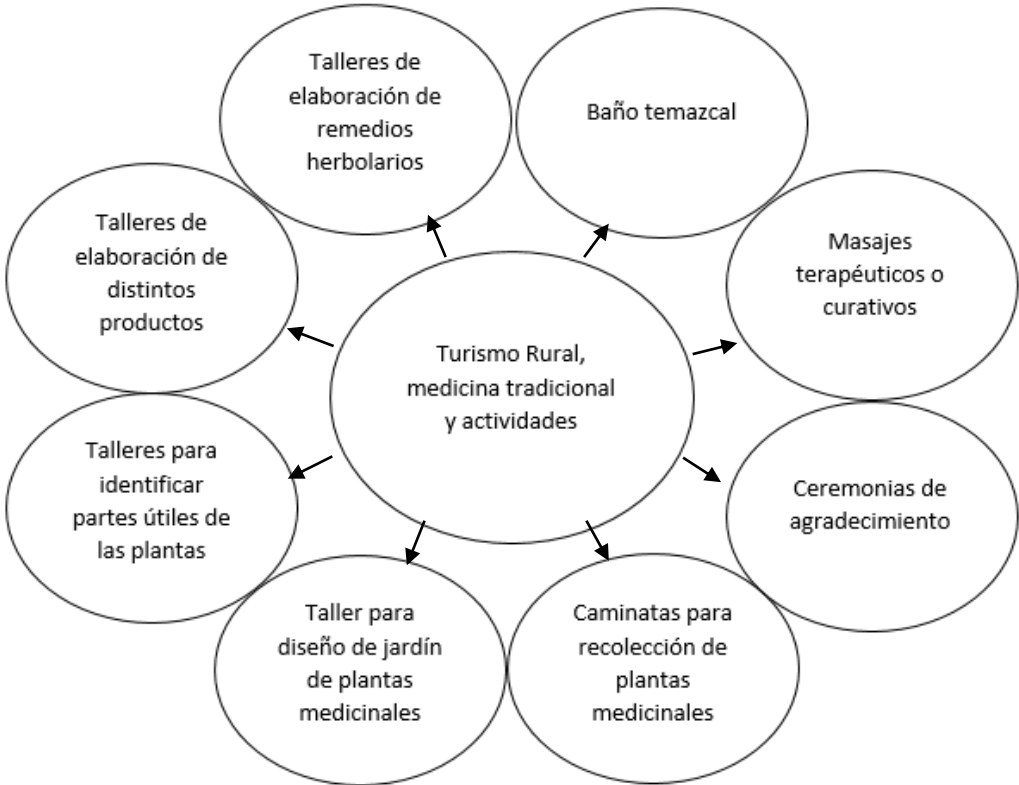 Talleres de
elaboración de
remedios
herbolarios
Baño temazcal
Masajes
terapéuticos o
curativos
Ceremonias de
agradecimiento
Caminatas para
recolección de
plantas
medicinales
Taller para
diseño de jardín
de plantas
medicinales
Talleres para
identificar
partes útiles de
las plantas
Talleres de
elaboración de
distintos
productos
Turismo Rural,
medicina tradicional
y actividades